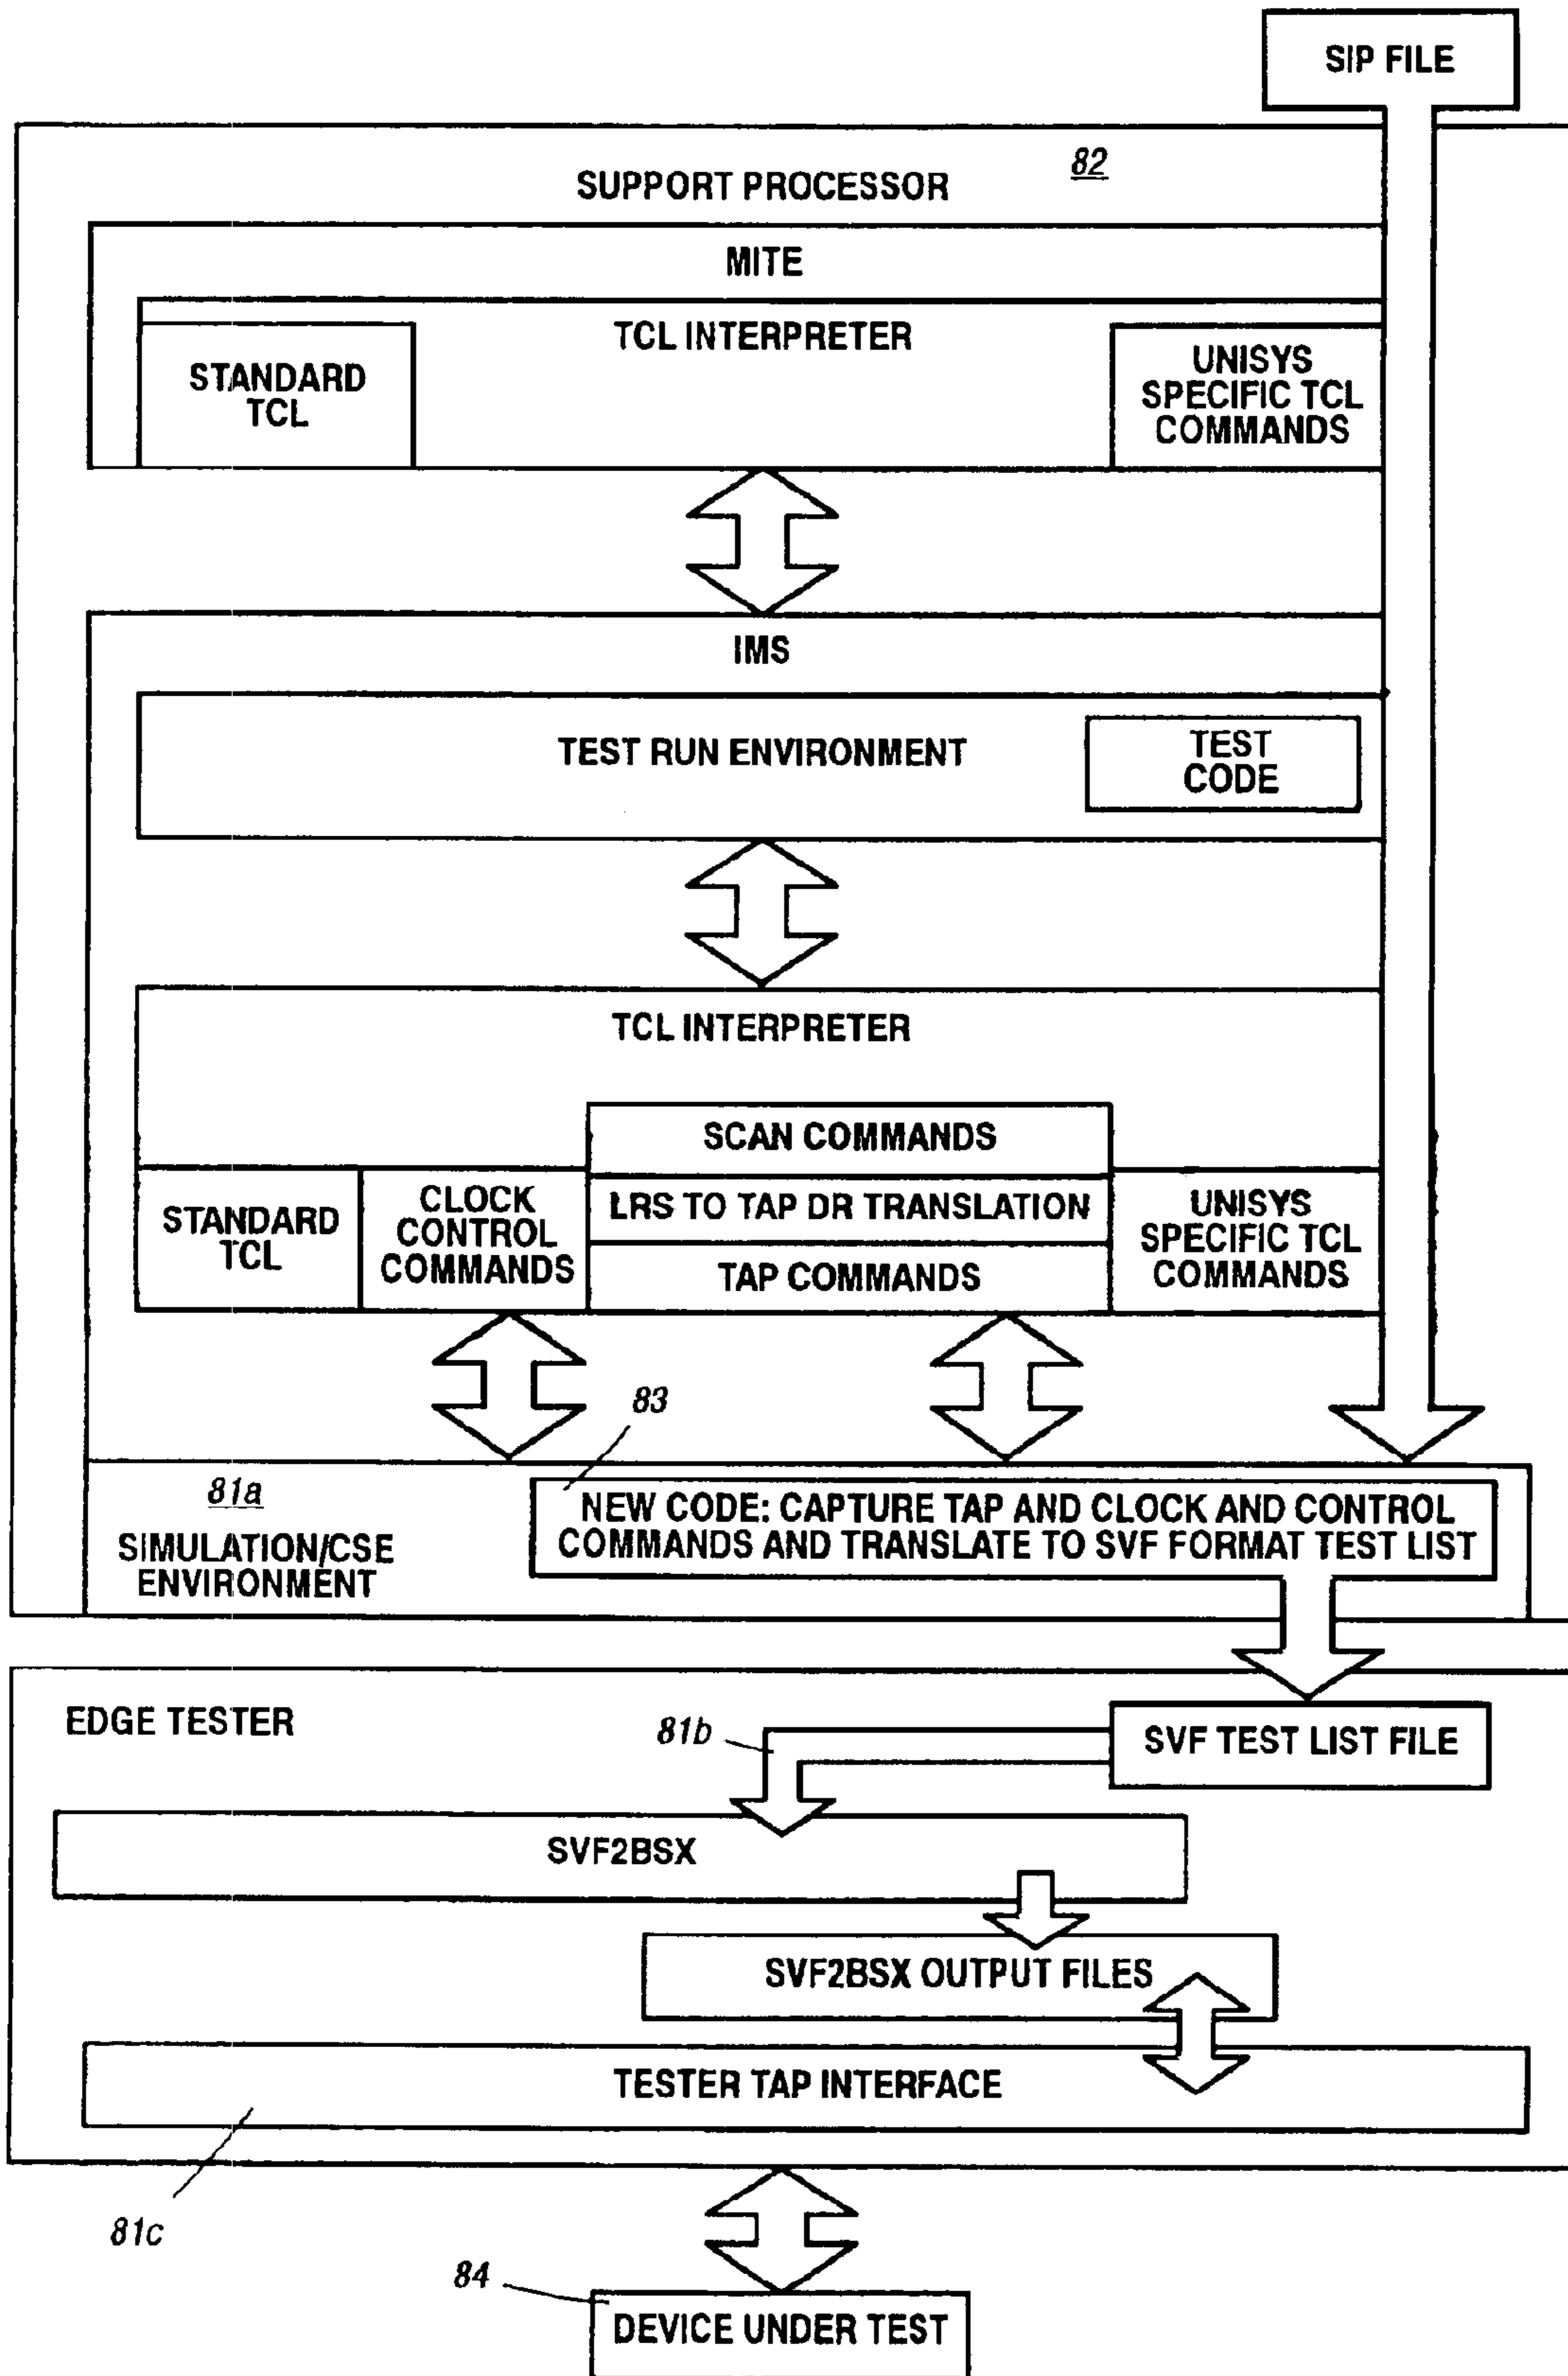 SIP FILE
82
SUPPORT PROCESSOR
MITE
TCL INTERPRETER
STANDARD
TCL
UNISYS
SPECIFIC TCL
COMMANDS
IMS
TEST RUN ENVIRONMENT
TEST
CODE
TCL INTERPRETER
SCAN COMMANDS
STANDARD
TCL
CLOCK
CONTROL
COMMANDS
LRS TO TAP DR TRANSLATION
TAP COMMANDS
UNISYS
SPECIFIC TCL
COMMANDS
83
81a
SIMULATION/CSE
ENVIRONMENT
NEW CODE: CAPTURE TAP AND CLOCK AND CONTROL
COMMANDS AND TRANSLATE TO SVF FORMAT TEST LIST
EDGE TESTER
81b
SVF TEST LIST FILE
SVF2BSX
SVF2BSX OUTPUT FILES
TESTER TAP INTERFACE
81c
84
DEVICE UNDER TEST